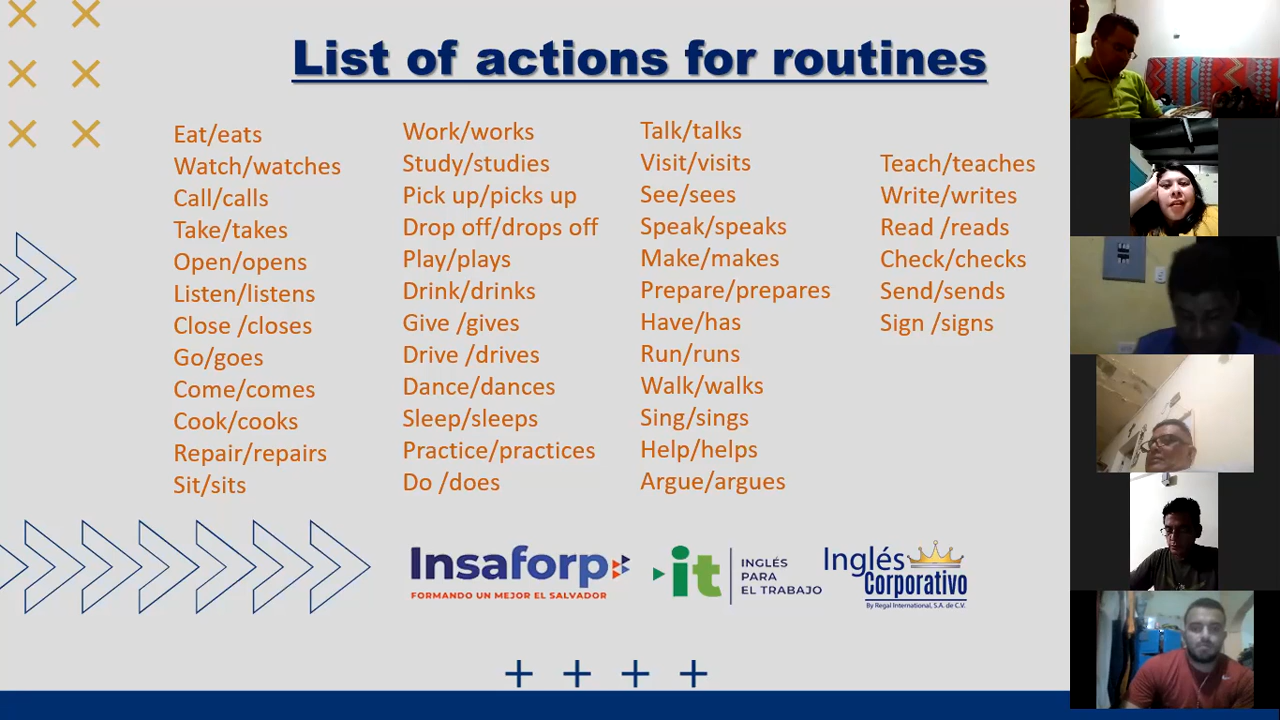 List of actions for routines
Eat/eats
Watch/watches
Call/calls
Take/takes
Open/opens
Listen/listens
Close /closes
Go/goes
Come/comes
Cook/cooks
Repair/repairs
Sit/sits
Work/works
Study/studies
Pick up/picks up
Drop off/drops off
Play/plays
Drink/drinks
Give /gives
Drive /drives
Dance/dances
Sleep/sleeps
Practice/practices
Do /does
Talk/talks
Visit/visits
See/sees
Speak/speaks
Make/makes
Prepare/prepares
Have/has
Run/runs
Walk/walks
Sing/sings
Help/helps
Argue/argues
Teach/teaches
Write/writes
Read /reads
Check/checks
Send/sends
Sign /signs
Insaforp
FORMANDO UN MEJOR EL SALVADOR
it
INGLÉS
PARA
EL TRABAJO
Inglés
Corporativo
By Regal International, S.A. de C.V.